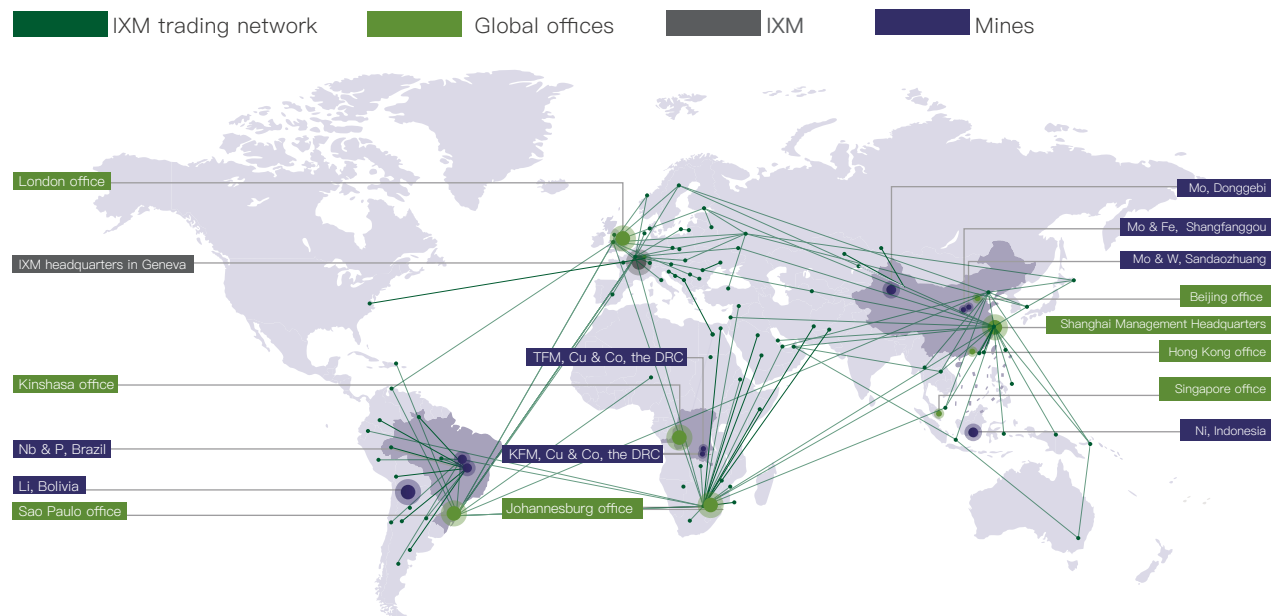 IXM trading network
Global offices
IXM
Mines
London office
Mo, Donggebi
Mo & Fe, Shangfanggou
Mo & W, Sandaozhuang
IXM headquarters in Geneva
Beijing office
Shanghai Management Headquarters
Hong Kong office
TFM, Cu & Co, the DRC
Kinshasa office
Singapore office
Ni, Indonesia
Nb & P, Brazil
KFM, Cu & Co, the DRC
Li, Bolivia
Sao Paulo office
Johannesburg office